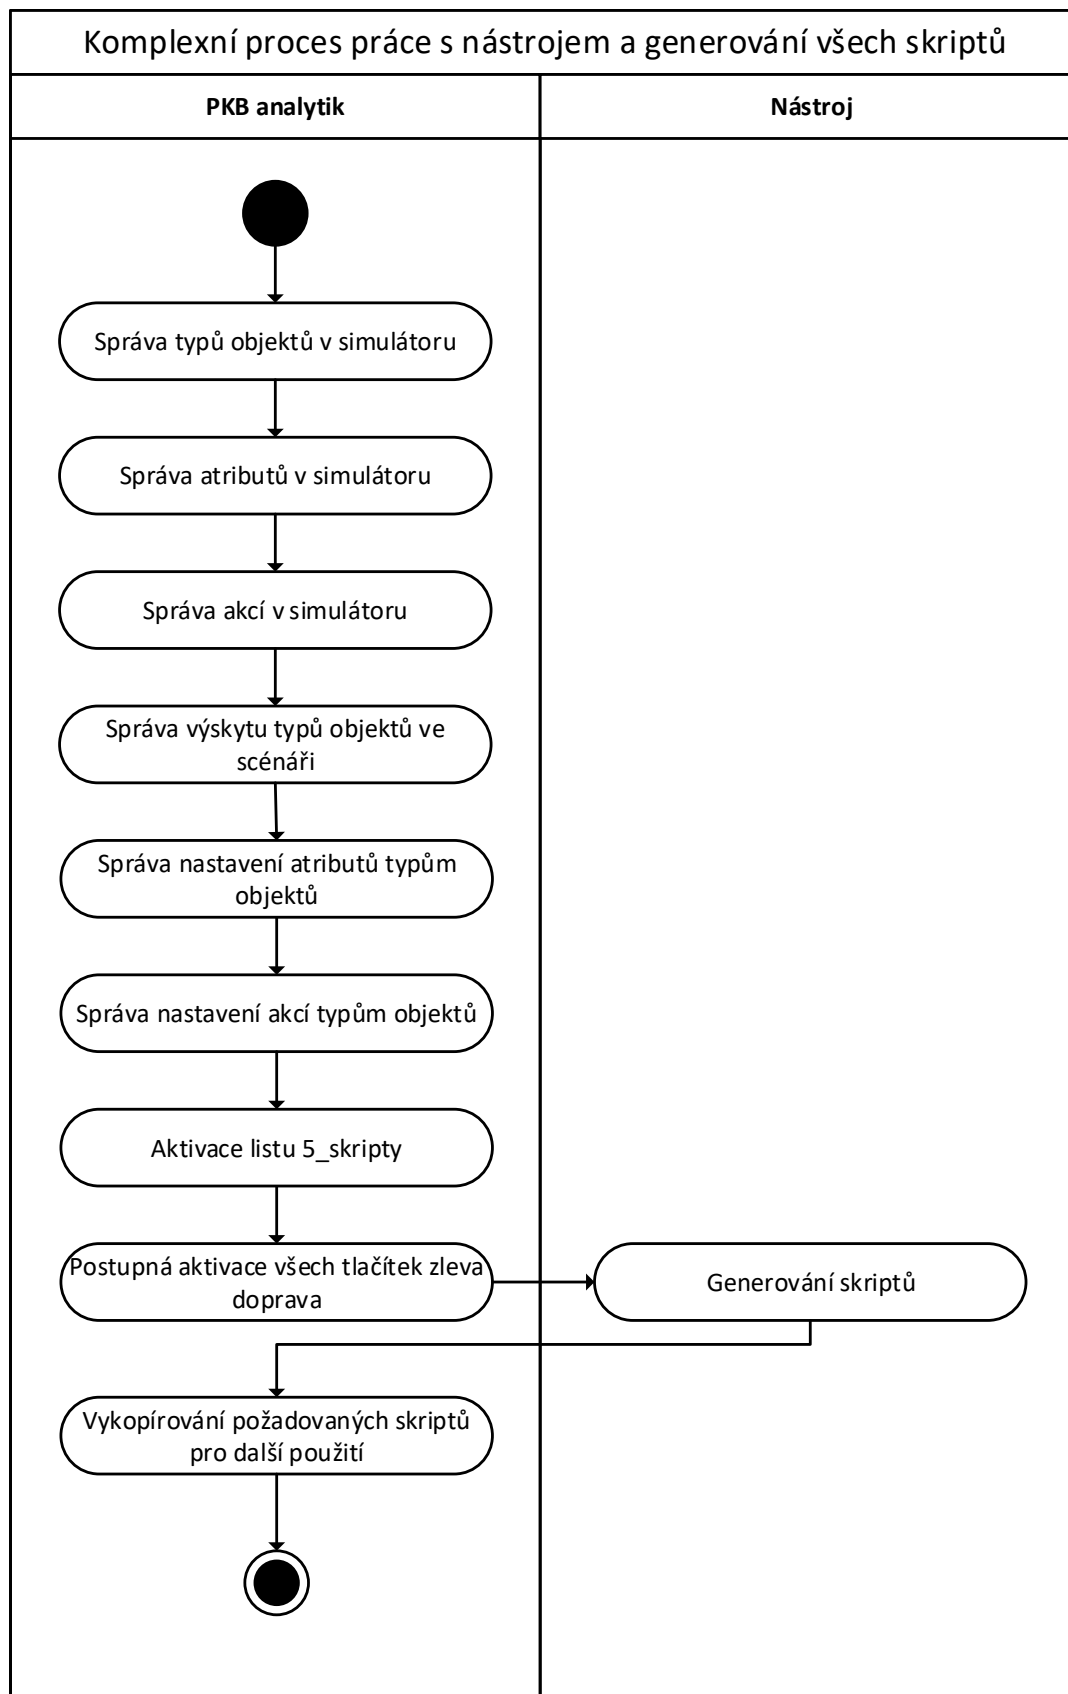 Komplexní proces práce s nástrojem a generování všech skriptů
PKB analytik
Nástroj
Správa typů objektů v simulátoru
Správa atributů v simulátoru
Správa akcí v simulátoru
Správa výskytu typů objektů ve
scénáři
Správa nastavení atributů typům
objektů
Správa nastavení akcí typům objektů
Aktivace listu 5_skripty
Postupná aktivace všech tlačítek zleva
doprava
Generování skriptů
Vykopírování požadovaných skriptů
pro další použití